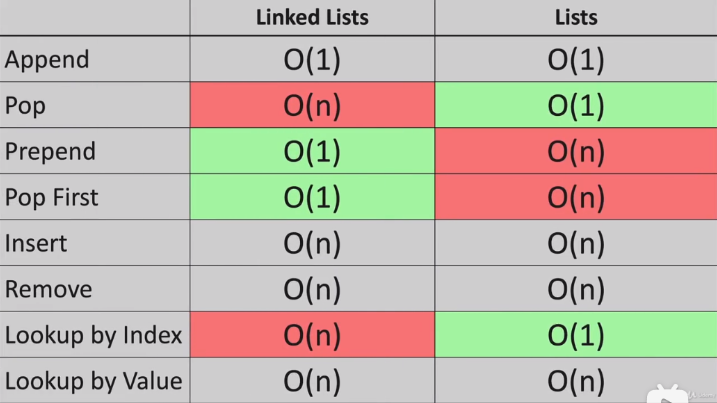 Linked Lists Lists
Append O(1) O(1)
Pop O(n) O(1)
Prepend O(1) O(n)
Pop First O(1) O(n)
Insert O(n) O(n)
Remove O(n) O(n)
Lookup by Index O(n) O(1)
Lookup by Value O(n) O(n)